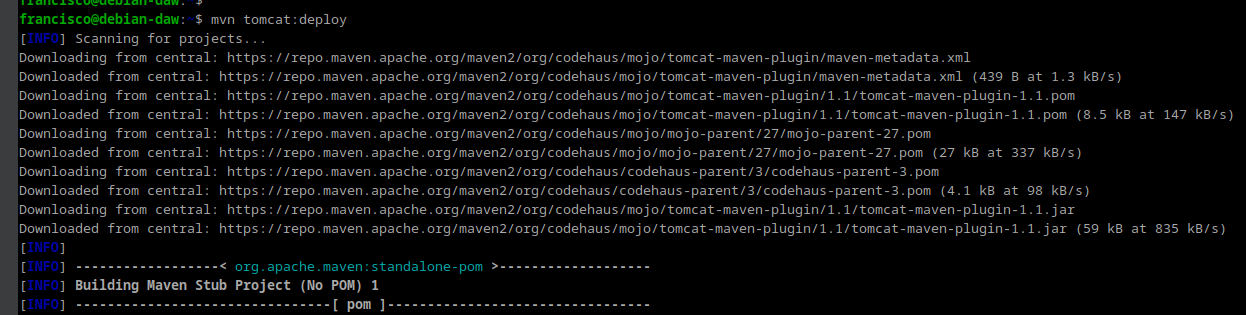 francisco@debian-daw:~$
francisco@debian-daw:~$ mvn tomcat:deploy
[INFO] Scanning for projects...
Downloading from central: https://repo.maven.apache.org/maven2/org/codehaus/mojo/tomcat-maven-plugin/maven-metadata.xml
Downloaded from central: https://repo.maven.apache.org/maven2/org/codehaus/mojo/tomcat-maven-plugin/maven-metadata.xml (439 B at 1.3 kB/s)
Downloading from central: https://repo.maven.apache.org/maven2/org/codehaus/mojo/tomcat-maven-plugin/1.1/tomcat-maven-plugin-1.1.pom
Downloaded from central: https://repo.maven.apache.org/maven2/org/codehaus/mojo/tomcat-maven-plugin/1.1/tomcat-maven-plugin-1.1.pom (8.5 kB at 147 kB/s)
Downloading from central: https://repo.maven.apache.org/maven2/org/codehaus/mojo/mojo-parent/27/mojo-parent-27.pom
Downloaded from central: https://repo.maven.apache.org/maven2/org/codehaus/mojo/mojo-parent/27/mojo-parent-27.pom (27 kB at 337 kB/s)
Downloading from central: https://repo.maven.apache.org/maven2/org/codehaus/codehaus-parent/3/codehaus-parent-3.pom
Downloaded from central: https://repo.maven.apache.org/maven2/org/codehaus/codehaus-parent/3/codehaus-parent-3.pom (4.1 kB at 98 kB/s)
Downloading from central: https://repo.maven.apache.org/maven2/org/codehaus/mojo/tomcat-maven-plugin/1.1/tomcat-maven-plugin-1.1.jar
Downloaded from central: https://repo.maven.apache.org/maven2/org/codehaus/mojo/tomcat-maven-plugin/1.1/tomcat-maven-plugin-1.1.jar (59 kB at 835 kB/s)
[INFO]
[INFO] ------------------< org.apache.maven:standalone-pom >-------------------
[INFO] Building Maven Stub Project (No POM) 1
[INFO] --------------------------------[ pom ]---------------------------------